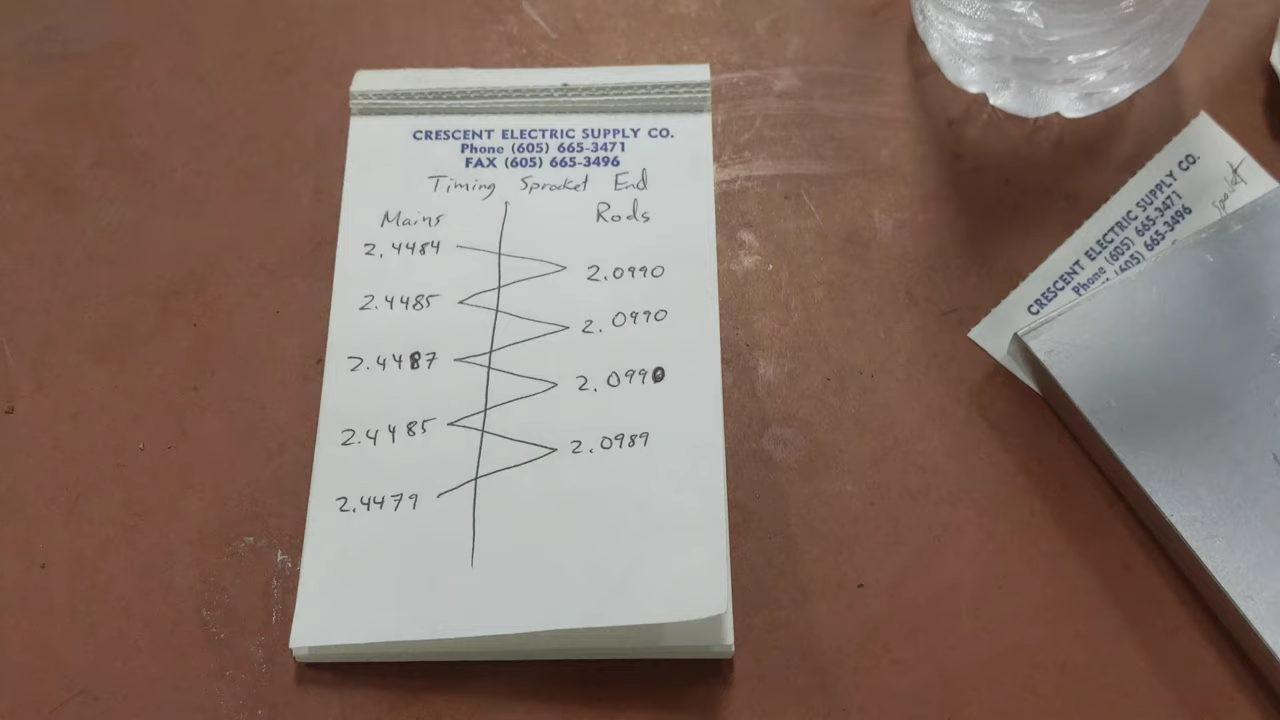 CRESCENT ELECTRIC SUPPLY CO.
Phone (605) 665-3471
FAX (605) 665-3496
Timing Sprocket End
Mains
Rods
2.4484
2.0990
2.4485
2.0990
2.4487
2.0990
2.4485
2.0989
2.4479
CRESCENT ELECTRIC SUPPLY CO.
Phone (605) 665-3471
(605) 665-3496